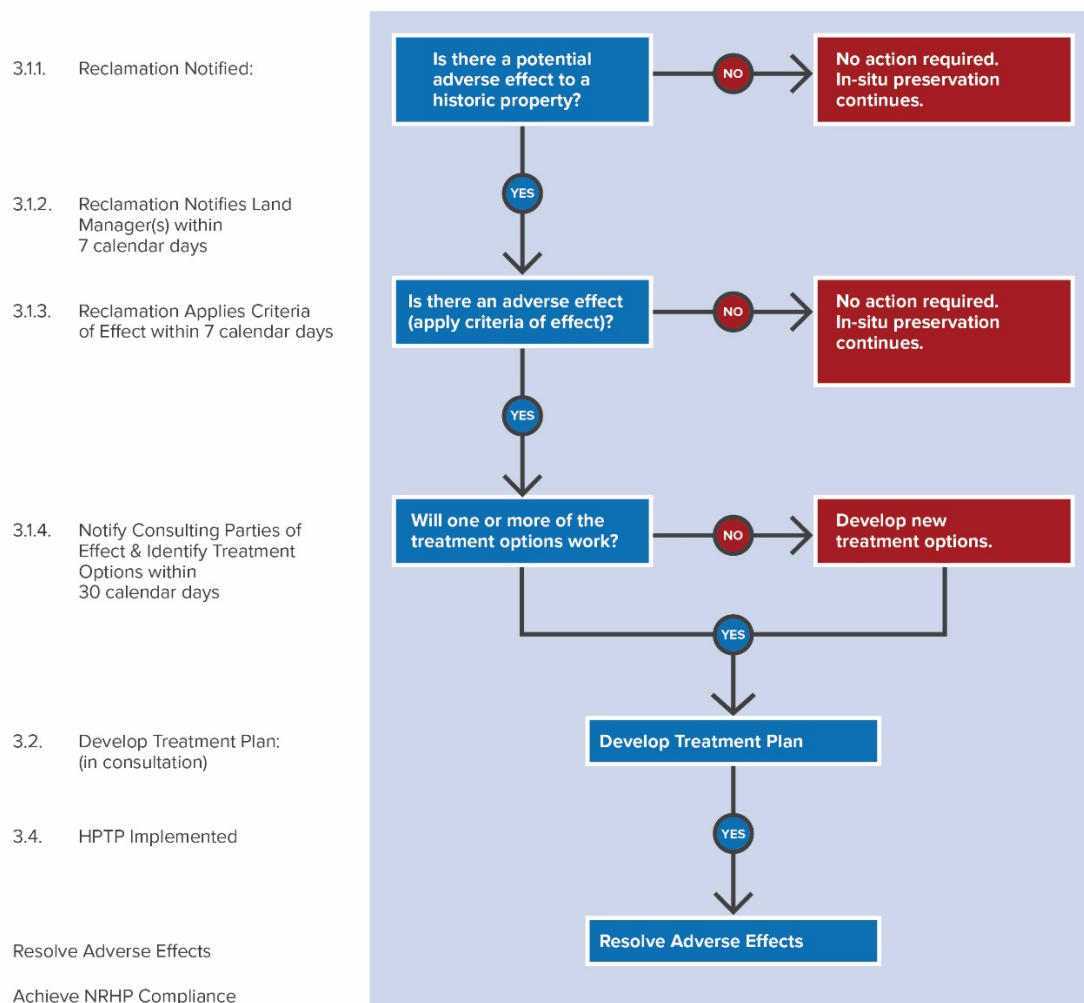 3.1.1. Reclamation Notified:
Is there a potential
adverse effect to a
historic property?
NO
No action required.
In-situ preservation
continues.
YES
3.1.2. Reclamation Notifies Land
Manager(s) within
7 calendar days
3.1.3. Reclamation Applies Criteria
of Effect within 7 calendar days
Is there an adverse effect
(apply criteria of effect)?
NO
No action required.
In-situ preservation
continues.
YES
3.1.4. Notify Consulting Parties of
Effect & Identify Treatment
Options within
30 calendar days
Will one or more of the
treatment options work?
NO
Develop new
treatment options.
YES
3.2. Develop Treatment Plan:
(in consultation)
Develop Treatment Plan
3.4. HPTP Implemented
YES
Resolve Adverse Effects
Resolve Adverse Effects
Achieve NRHP Compliance